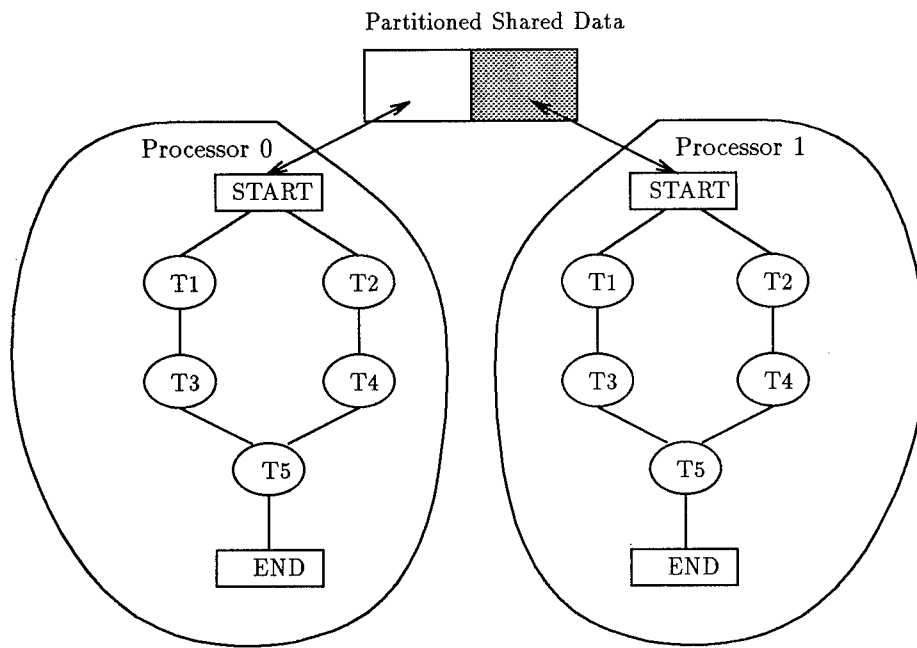 Partitioned Shared Data
Processor 0
START
T1
T2
T3
T4
T5
END
Processor 1
START
T1
T2
T3
T4
T5
END